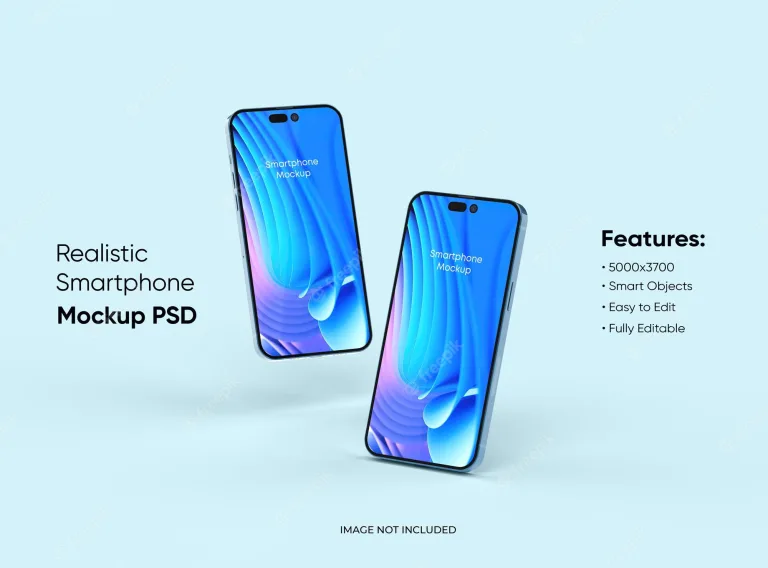 Realistic
Smartphone
Mockup PSD
Smartphone
Mockup
Smartphone
Mockup
Features:
• 5000x3700
• Smart Objects
• Easy to Edit
• Fully Editable
IMAGE NOT INCLUDED
freepik